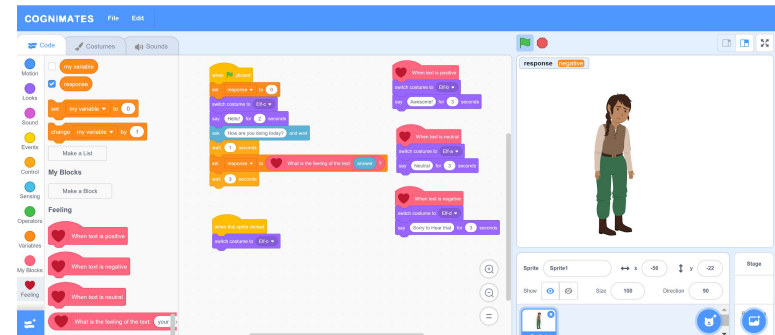 COGNIMATES File Edit
Code Costumes Sounds
Motion
Looks
Sound
Events
Control
Sensing
Operators
Variables
My Blocks
Feeling
my variable
response
set my variable to 0
change my variable by 1
Make a List
My Blocks
Make a Block
Feeling
When text is positive
When text is negative
When text is neutral
What is the feeling of the text: your
when clicked
set response to 0
switch costume to Elf-c
say Hello! for 2 seconds
ask How are you doing today? and wait
wait 1 seconds
set response to What is the feeling of the text: answer ?
wait 3 seconds
when this sprite clicked
switch costume to Elf-c
When text is positive
switch costume to Elf-b
say Awesome! for 3 seconds
When text is neutral
switch costume to Elf-a
say Neutral for 3 seconds
When text is negative
switch costume to Elf-d
say Sorry to Hear that for 3 seconds
response negative
Sprite Sprite1 x -56 y -22
Show Size 100 Direction 90
Stage